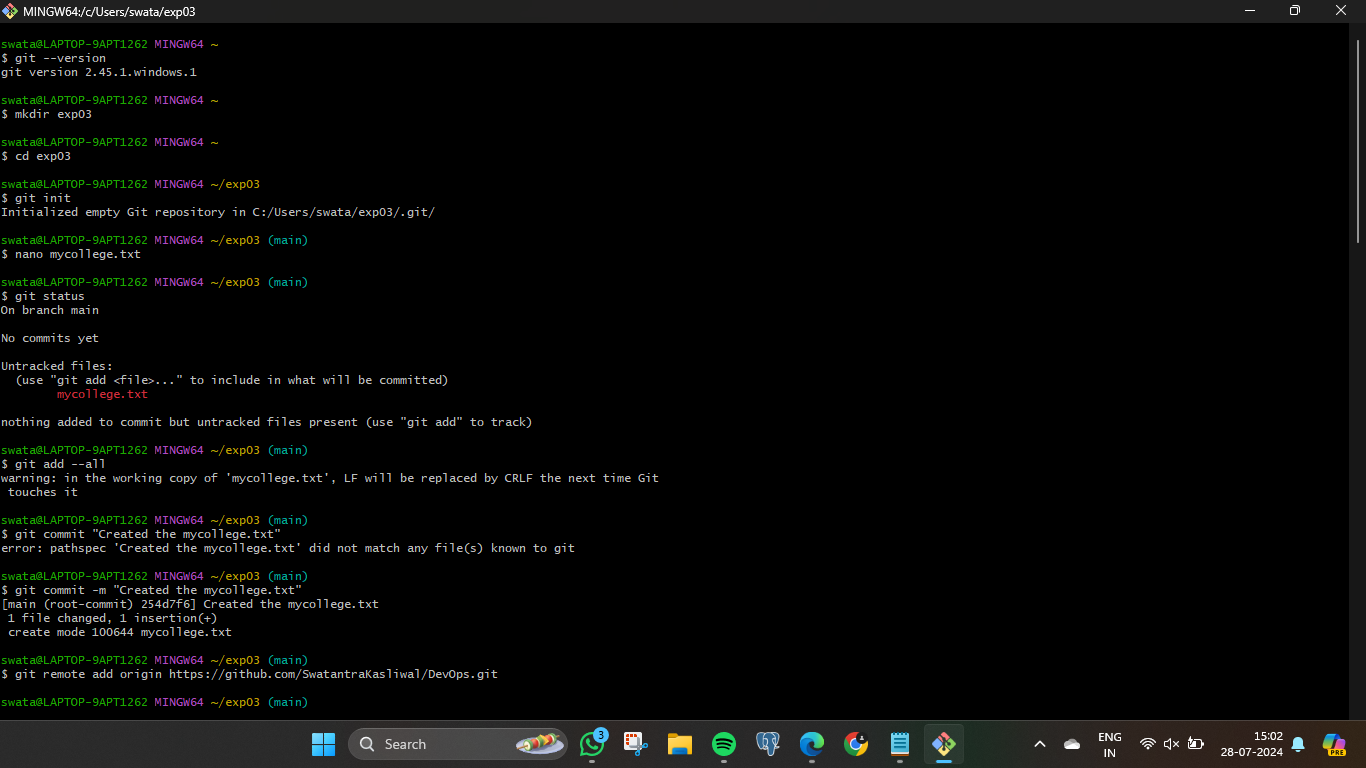 MINGW64:/c/Users/swata/exp03
swata@LAPTOP-9APT1262 MINGW64 ~
$ git --version
git version 2.45.1.windows.1
swata@LAPTOP-9APT1262 MINGW64 ~
$ mkdir exp03
swata@LAPTOP-9APT1262 MINGW64 ~
$ cd exp03
swata@LAPTOP-9APT1262 MINGW64 ~/exp03
$ git init
Initialized empty Git repository in C:/Users/swata/exp03/.git/
swata@LAPTOP-9APT1262 MINGW64 ~/exp03 (main)
$ nano mycollege.txt
swata@LAPTOP-9APT1262 MINGW64 ~/exp03 (main)
$ git status
On branch main
No commits yet
Untracked files:
  (use "git add <file>..." to include in what will be committed)
        mycollege.txt
nothing added to commit but untracked files present (use "git add" to track)
swata@LAPTOP-9APT1262 MINGW64 ~/exp03 (main)
$ git add --all
warning: in the working copy of 'mycollege.txt', LF will be replaced by CRLF the next time Git
 touches it
swata@LAPTOP-9APT1262 MINGW64 ~/exp03 (main)
$ git commit "Created the mycollege.txt"
error: pathspec 'Created the mycollege.txt' did not match any file(s) known to git
swata@LAPTOP-9APT1262 MINGW64 ~/exp03 (main)
$ git commit -m "Created the mycollege.txt"
[main (root-commit) 254d7f6] Created the mycollege.txt
 1 file changed, 1 insertion(+)
 create mode 100644 mycollege.txt
swata@LAPTOP-9APT1262 MINGW64 ~/exp03 (main)
$ git remote add origin https://github.com/SwatantraKasliwal/DevOps.git
swata@LAPTOP-9APT1262 MINGW64 ~/exp03 (main)
Search
3
ENG
IN
15:02
28-07-2024
PRE